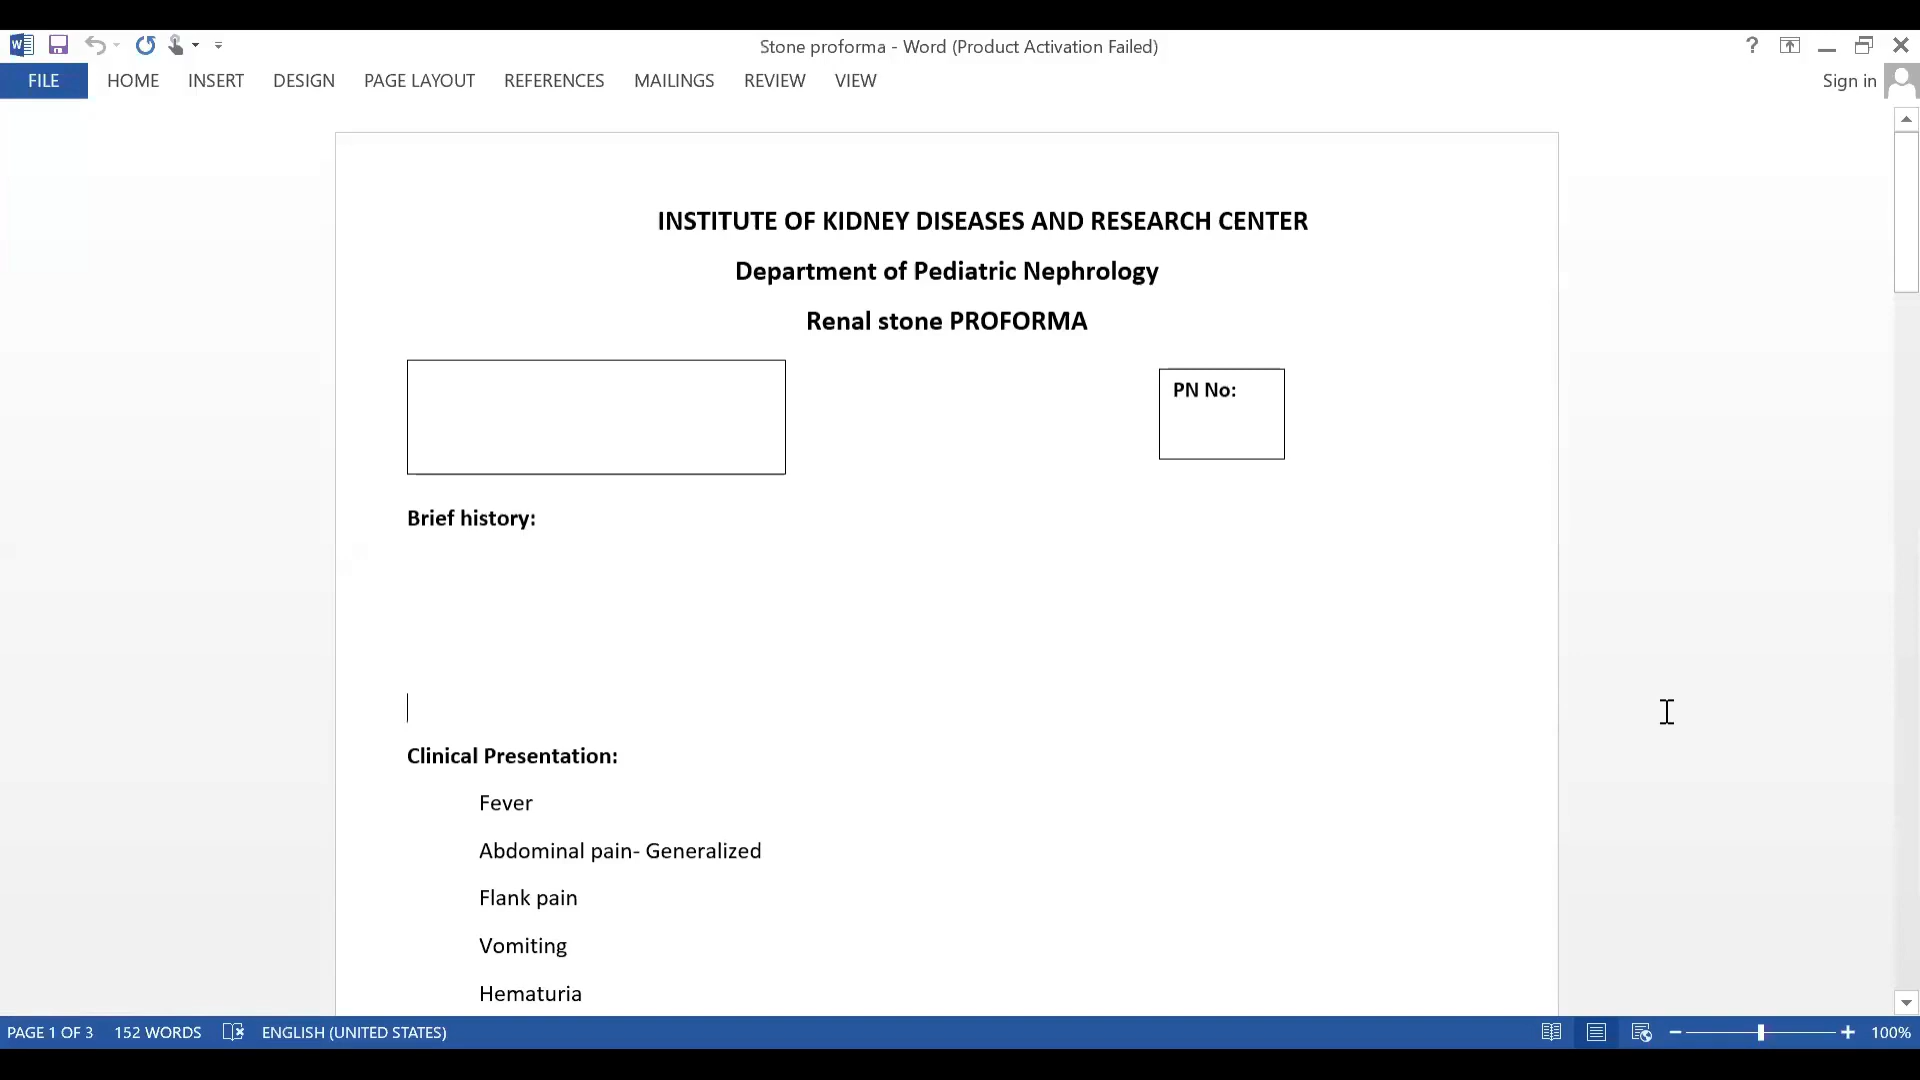 Stone proforma - Word (Product Activation Failed)
?
FILE HOME INSERT DESIGN PAGE LAYOUT REFERENCES MAILINGS REVIEW VIEW Sign in
INSTITUTE OF KIDNEY DISEASES AND RESEARCH CENTER
Department of Pediatric Nephrology
Renal stone PROFORMA
PN No:
Brief history:
Clinical Presentation:
Fever
Abdominal pain- Generalized
Flank pain
Vomiting
Hematuria
PAGE 1 OF 3 152 WORDS ENGLISH (UNITED STATES) 100%